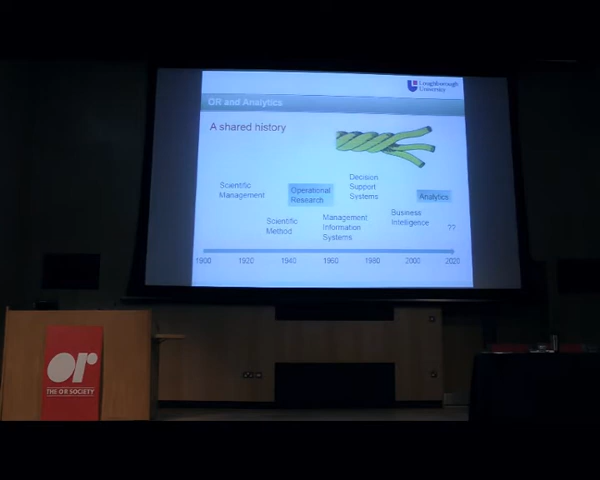 Loughborough
University
OR and Analytics
A shared history
Scientific
Management
Operational
Research
Decision
Support
Systems
Analytics
Scientific
Method
Management
Information
Systems
Business
Intelligence
??
1900 1920 1940 1960 1980 2000 2020
or
THE OR SOCIETY